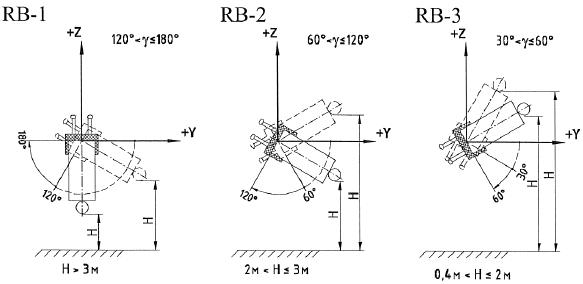 RB-1
+Z
120°<γ≤180°
+Y
180°
120°
H
H
H > 3м
RB-2
+Z
60°<γ≤120°
+Y
120°
60°
H
H
2м < H ≤ 3м
RB-3
+Z
30°<γ≤60°
+Y
30°
60°
H
H
0,4м < H ≤ 2м